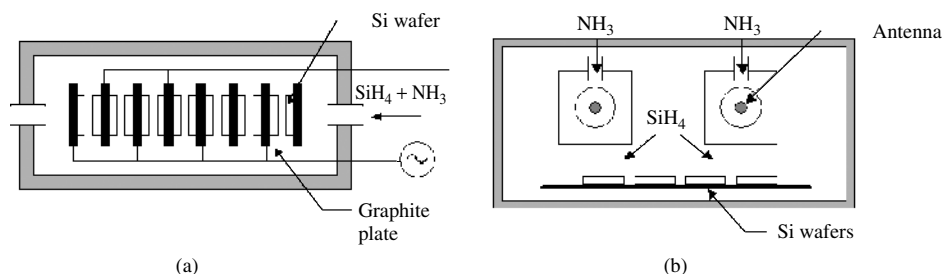 Si wafer
SiH4 + NH3
Graphite
plate
(a)
NH3
NH3
Antenna
SiH4
Si wafers
(b)